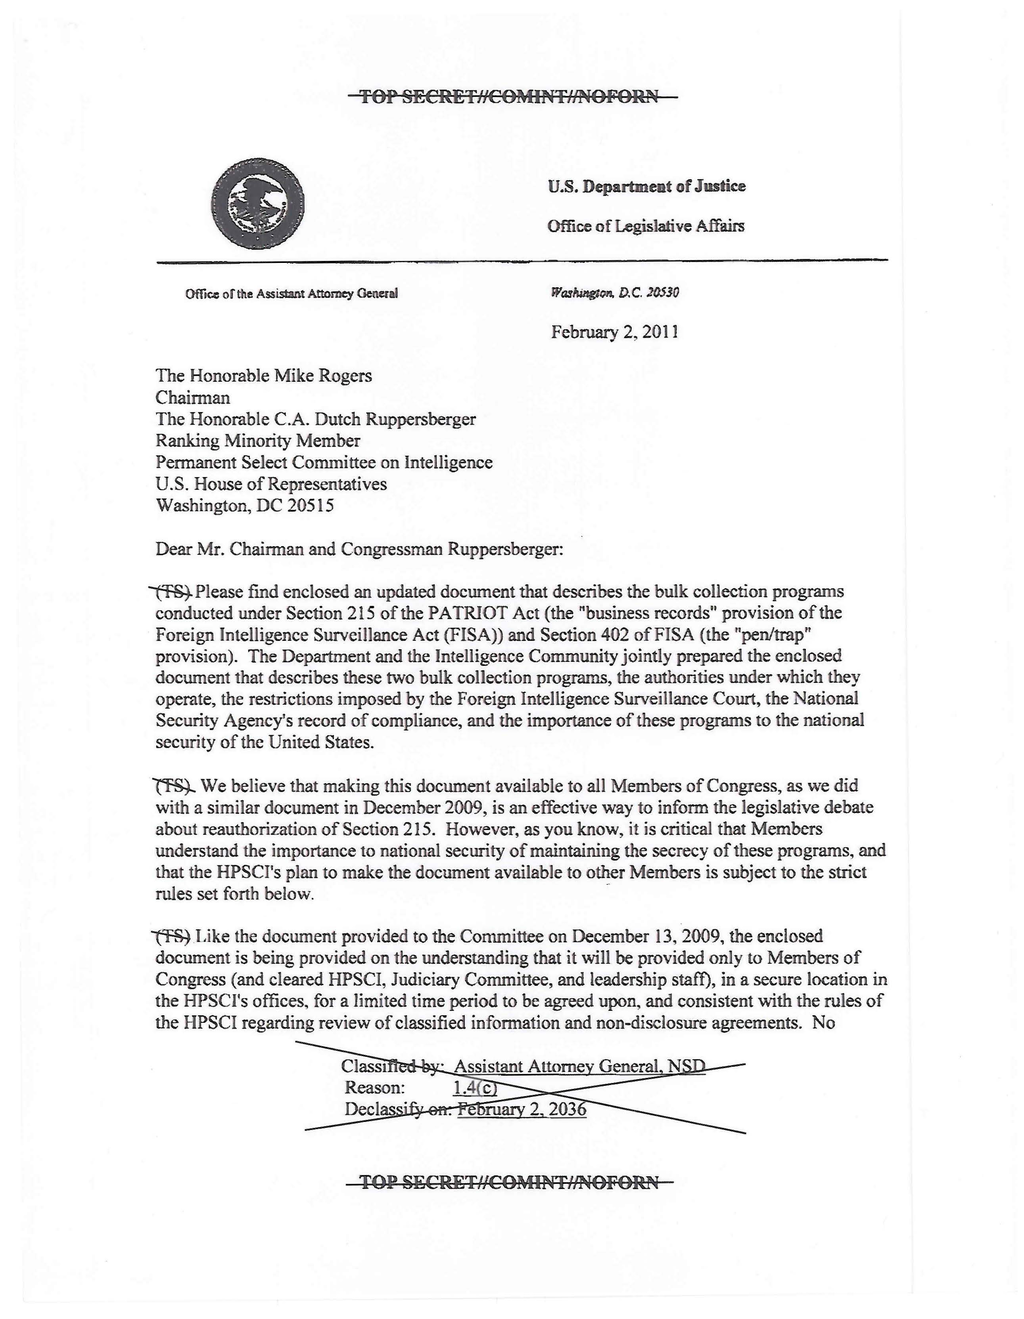 TOP SECRET//COMINT//NOFORN
U.S. Department of Justice
Office of Legislative Affairs
Office of the Assistant Attorney General
Washington, D.C. 20530
February 2, 2011
The Honorable Mike Rogers
Chairman
The Honorable C.A. Dutch Ruppersberger
Ranking Minority Member
Permanent Select Committee on Intelligence
U.S. House of Representatives
Washington, DC 20515
Dear Mr. Chairman and Congressman Ruppersberger:
(TS) Please find enclosed an updated document that describes the bulk collection programs
conducted under Section 215 of the PATRIOT Act (the "business records" provision of the
Foreign Intelligence Surveillance Act (FISA)) and Section 402 of FISA (the "pen/trap"
provision). The Department and the Intelligence Community jointly prepared the enclosed
document that describes these two bulk collection programs, the authorities under which they
operate, the restrictions imposed by the Foreign Intelligence Surveillance Court, the National
Security Agency's record of compliance, and the importance of these programs to the national
security of the United States.
(TS) We believe that making this document available to all Members of Congress, as we did
with a similar document in December 2009, is an effective way to inform the legislative debate
about reauthorization of Section 215. However, as you know, it is critical that Members
understand the importance to national security of maintaining the secrecy of these programs, and
that the HPSCI's plan to make the document available to other Members is subject to the strict
rules set forth below.
(TS) Like the document provided to the Committee on December 13, 2009, the enclosed
document is being provided on the understanding that it will be provided only to Members of
Congress (and cleared HPSCI, Judiciary Committee, and leadership staff), in a secure location in
the HPSCI's offices, for a limited time period to be agreed upon, and consistent with the rules of
the HPSCI regarding review of classified information and non-disclosure agreements. No
Classified by: Assistant Attorney General, NSD
Reason: 1.4(c)
Declassify on: February 2, 2036
TOP SECRET//COMINT//NOFORN